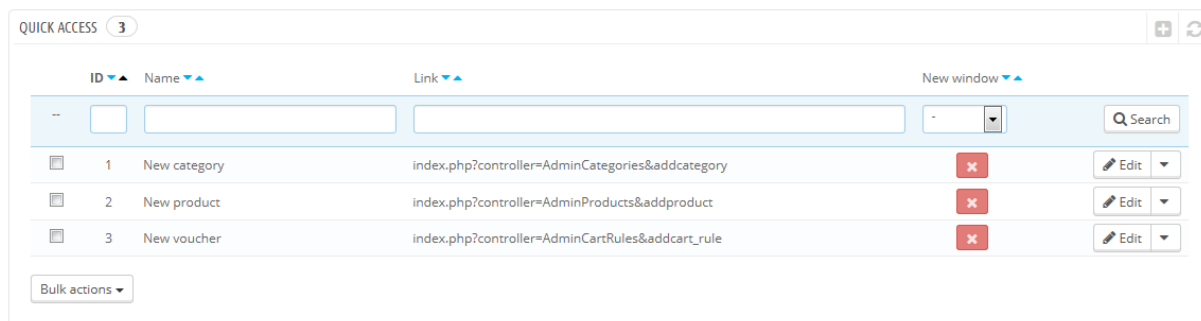 QUICK ACCESS 3
ID Name Link New window
-- - Search
1 New category index.php?controller=AdminCategories&addcategory Edit
2 New product index.php?controller=AdminProducts&addproduct Edit
3 New voucher index.php?controller=AdminCartRules&addcart_rule Edit
Bulk actions